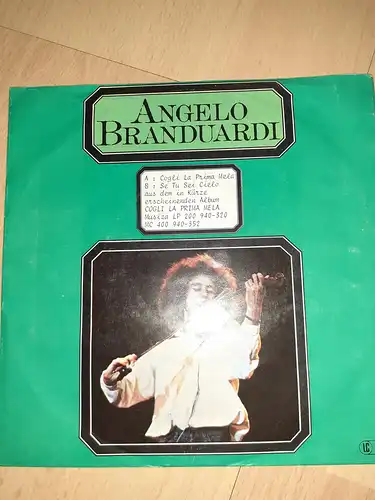 ANGELO
BRANDUARDI
A : Cogli La Prima Mela
B : Se Tu Sei Cielo
aus dem in Kürze
erscheinenden Album
COGLI LA PRIMA MELA
Musiza LP 200 940-320
MC 400 940-352
LC